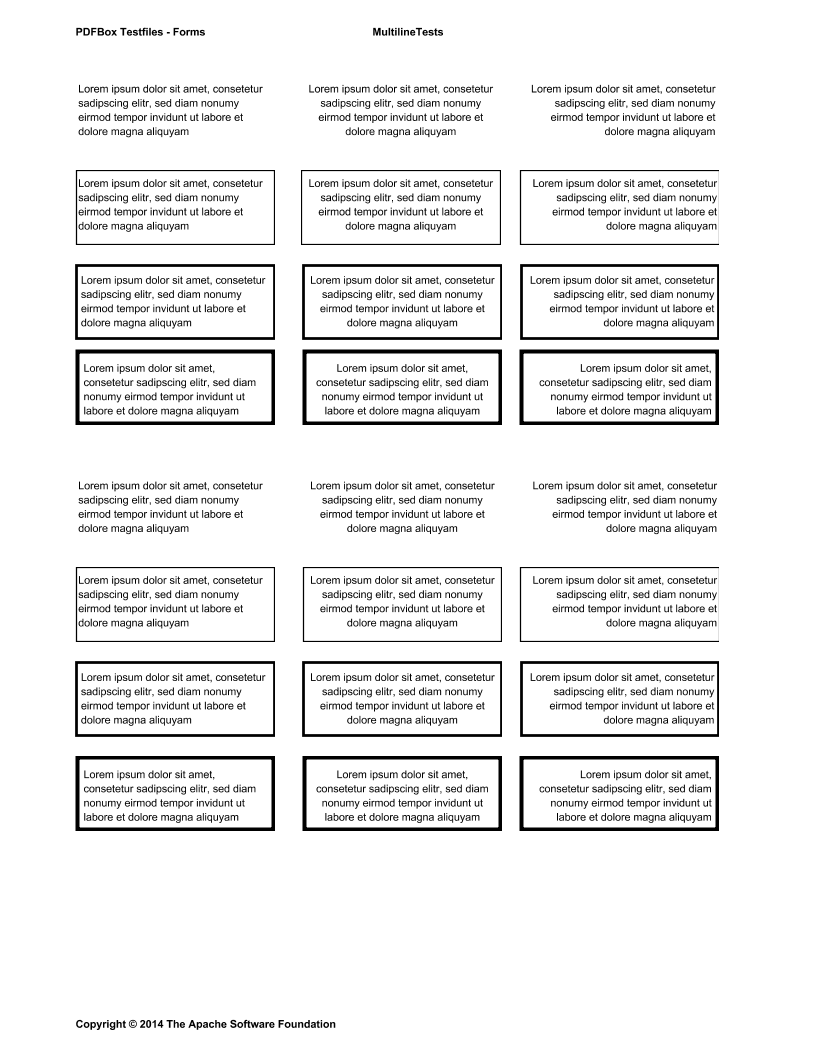 PDFBox Testfiles - Forms
MultilineTests
Lorem ipsum dolor sit amet, consetetur
sadipscing elitr, sed diam nonumy
eirmod tempor invidunt ut labore et
dolore magna aliquyam
Lorem ipsum dolor sit amet, consetetur
sadipscing elitr, sed diam nonumy
eirmod tempor invidunt ut labore et
dolore magna aliquyam
Lorem ipsum dolor sit amet, consetetur
sadipscing elitr, sed diam nonumy
eirmod tempor invidunt ut labore et
dolore magna aliquyam
Lorem ipsum dolor sit amet, consetetur
sadipscing elitr, sed diam nonumy
eirmod tempor invidunt ut labore et
dolore magna aliquyam
Lorem ipsum dolor sit amet, consetetur
sadipscing elitr, sed diam nonumy
eirmod tempor invidunt ut labore et
dolore magna aliquyam
Lorem ipsum dolor sit amet, consetetur
sadipscing elitr, sed diam nonumy
eirmod tempor invidunt ut labore et
dolore magna aliquyam
Lorem ipsum dolor sit amet, consetetur
sadipscing elitr, sed diam nonumy
eirmod tempor invidunt ut labore et
dolore magna aliquyam
Lorem ipsum dolor sit amet, consetetur
sadipscing elitr, sed diam nonumy
eirmod tempor invidunt ut labore et
dolore magna aliquyam
Lorem ipsum dolor sit amet, consetetur
sadipscing elitr, sed diam nonumy
eirmod tempor invidunt ut labore et
dolore magna aliquyam
Lorem ipsum dolor sit amet,
consetetur sadipscing elitr, sed diam
nonumy eirmod tempor invidunt ut
labore et dolore magna aliquyam
Lorem ipsum dolor sit amet,
consetetur sadipscing elitr, sed diam
nonumy eirmod tempor invidunt ut
labore et dolore magna aliquyam
Lorem ipsum dolor sit amet,
consetetur sadipscing elitr, sed diam
nonumy eirmod tempor invidunt ut
labore et dolore magna aliquyam
Lorem ipsum dolor sit amet, consetetur
sadipscing elitr, sed diam nonumy
eirmod tempor invidunt ut labore et
dolore magna aliquyam
Lorem ipsum dolor sit amet, consetetur
sadipscing elitr, sed diam nonumy
eirmod tempor invidunt ut labore et
dolore magna aliquyam
Lorem ipsum dolor sit amet, consetetur
sadipscing elitr, sed diam nonumy
eirmod tempor invidunt ut labore et
dolore magna aliquyam
Lorem ipsum dolor sit amet, consetetur
sadipscing elitr, sed diam nonumy
eirmod tempor invidunt ut labore et
dolore magna aliquyam
Lorem ipsum dolor sit amet, consetetur
sadipscing elitr, sed diam nonumy
eirmod tempor invidunt ut labore et
dolore magna aliquyam
Lorem ipsum dolor sit amet, consetetur
sadipscing elitr, sed diam nonumy
eirmod tempor invidunt ut labore et
dolore magna aliquyam
Lorem ipsum dolor sit amet, consetetur
sadipscing elitr, sed diam nonumy
eirmod tempor invidunt ut labore et
dolore magna aliquyam
Lorem ipsum dolor sit amet, consetetur
sadipscing elitr, sed diam nonumy
eirmod tempor invidunt ut labore et
dolore magna aliquyam
Lorem ipsum dolor sit amet, consetetur
sadipscing elitr, sed diam nonumy
eirmod tempor invidunt ut labore et
dolore magna aliquyam
Lorem ipsum dolor sit amet,
consetetur sadipscing elitr, sed diam
nonumy eirmod tempor invidunt ut
labore et dolore magna aliquyam
Lorem ipsum dolor sit amet,
consetetur sadipscing elitr, sed diam
nonumy eirmod tempor invidunt ut
labore et dolore magna aliquyam
Lorem ipsum dolor sit amet,
consetetur sadipscing elitr, sed diam
nonumy eirmod tempor invidunt ut
labore et dolore magna aliquyam
Copyright © 2014 The Apache Software Foundation